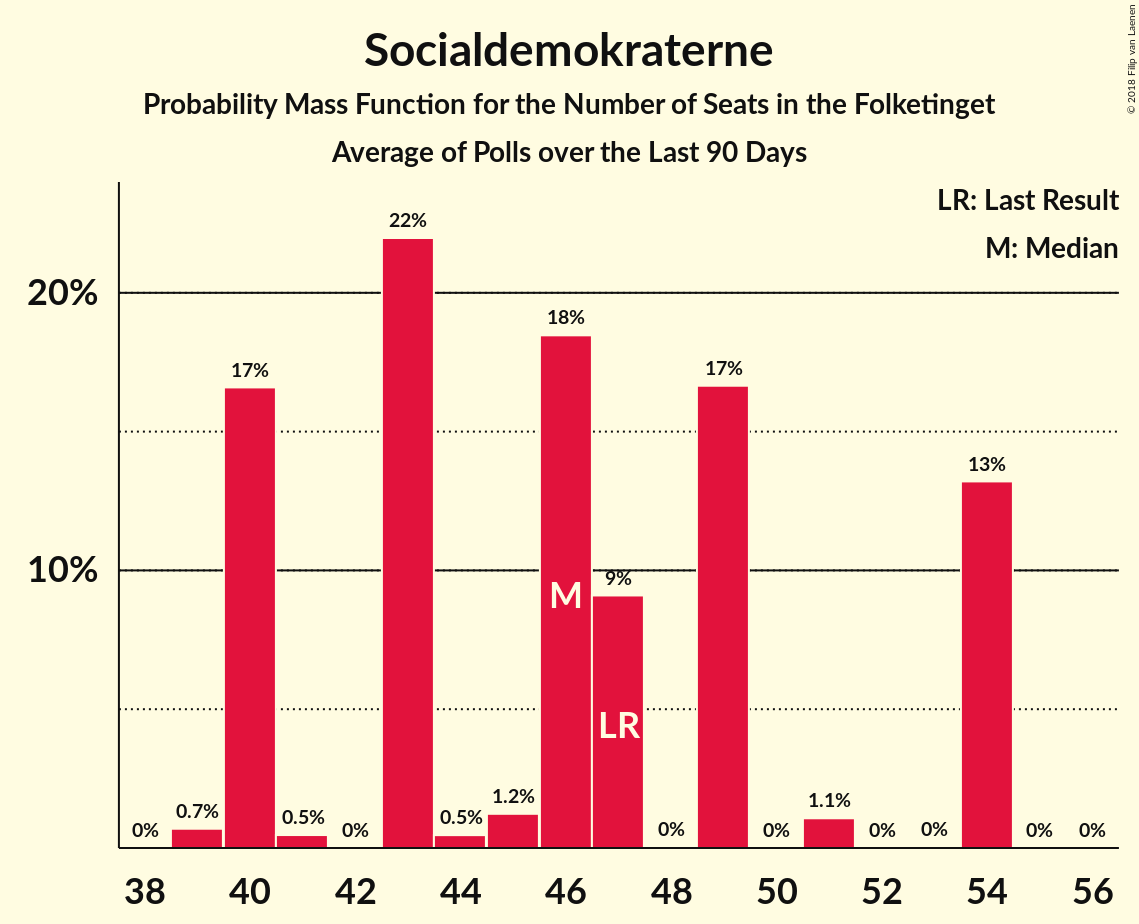 © 2018 Filip van Laenen
Socialdemokraterne
Probability Mass Function for the Number of Seats in the Folketinget
Average of Polls over the Last 90 Days
LR: Last Result
M: Median
20%
10%
0%
0.7%
17%
0.5%
0%
22%
0.5%
1.2%
18%
9%
0%
17%
0%
1.1%
0%
0%
13%
0%
0%
M
LR
38 40 42 44 46 48 50 52 54 56